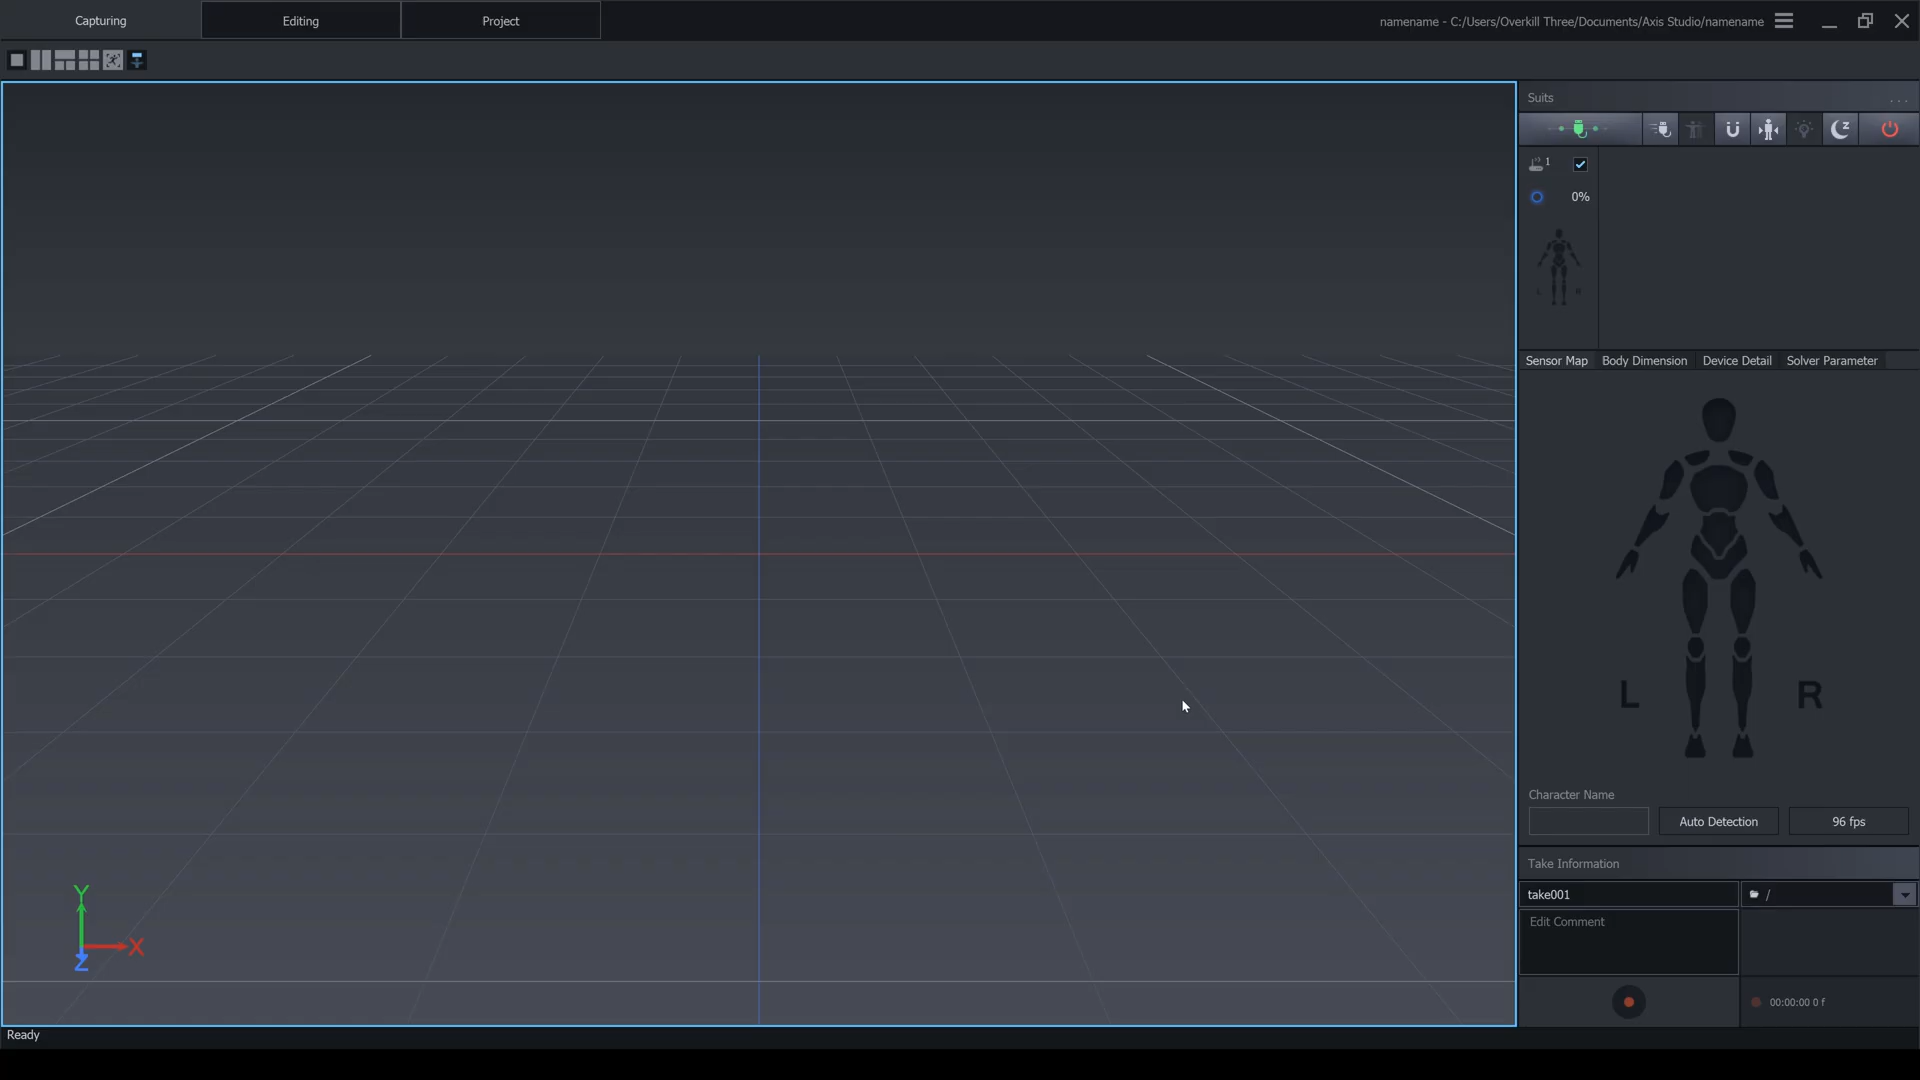 Capturing
Editing
Project
namename - C:/Users/Overkill Three/Documents/Axis Studio/namename
Suits
...
1
0%
L R
Sensor Map
Body Dimension
Device Detail
Solver Parameter
L
R
Character Name
Auto Detection
96 fps
Take Information
take001
/
Edit Comment
00:00:00 0 f
Y
X
Z
Ready